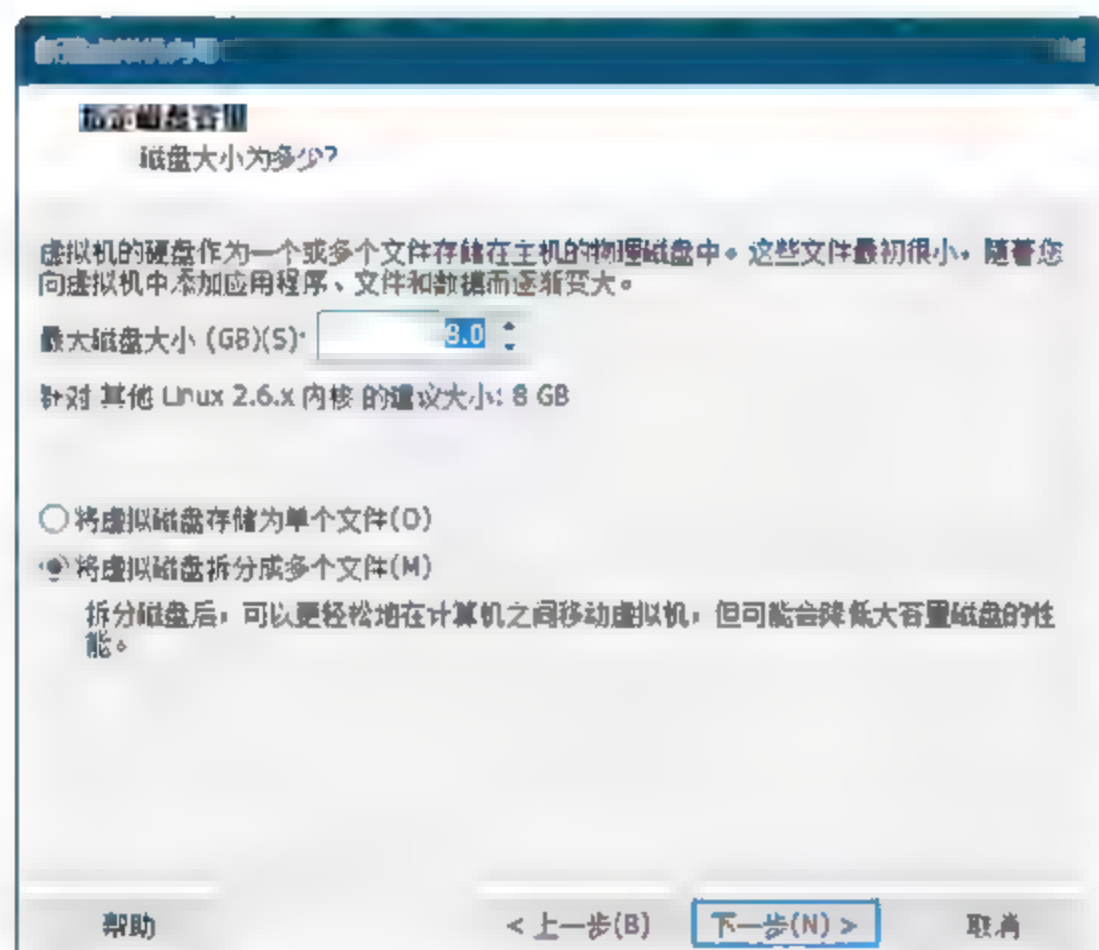 指定磁盘容量
磁盘大小为多少?
虚拟机的硬盘作为一个或多个文件存储在主机的物理磁盘中。这些文件最初很小，随着您
向虚拟机中添加应用程序、文件和数据而逐渐变大。
最大磁盘大小 (GB)(S): 8.0
针对 其他 Linux 2.6.x 内核 的建议大小: 8 GB
将虚拟磁盘存储为单个文件(O)
将虚拟磁盘拆分成多个文件(M)
拆分磁盘后，可以更轻松地在计算机之间移动虚拟机，但可能会降低大容量磁盘的性
能。
帮助 < 上一步(B) 下一步(N) > 取消